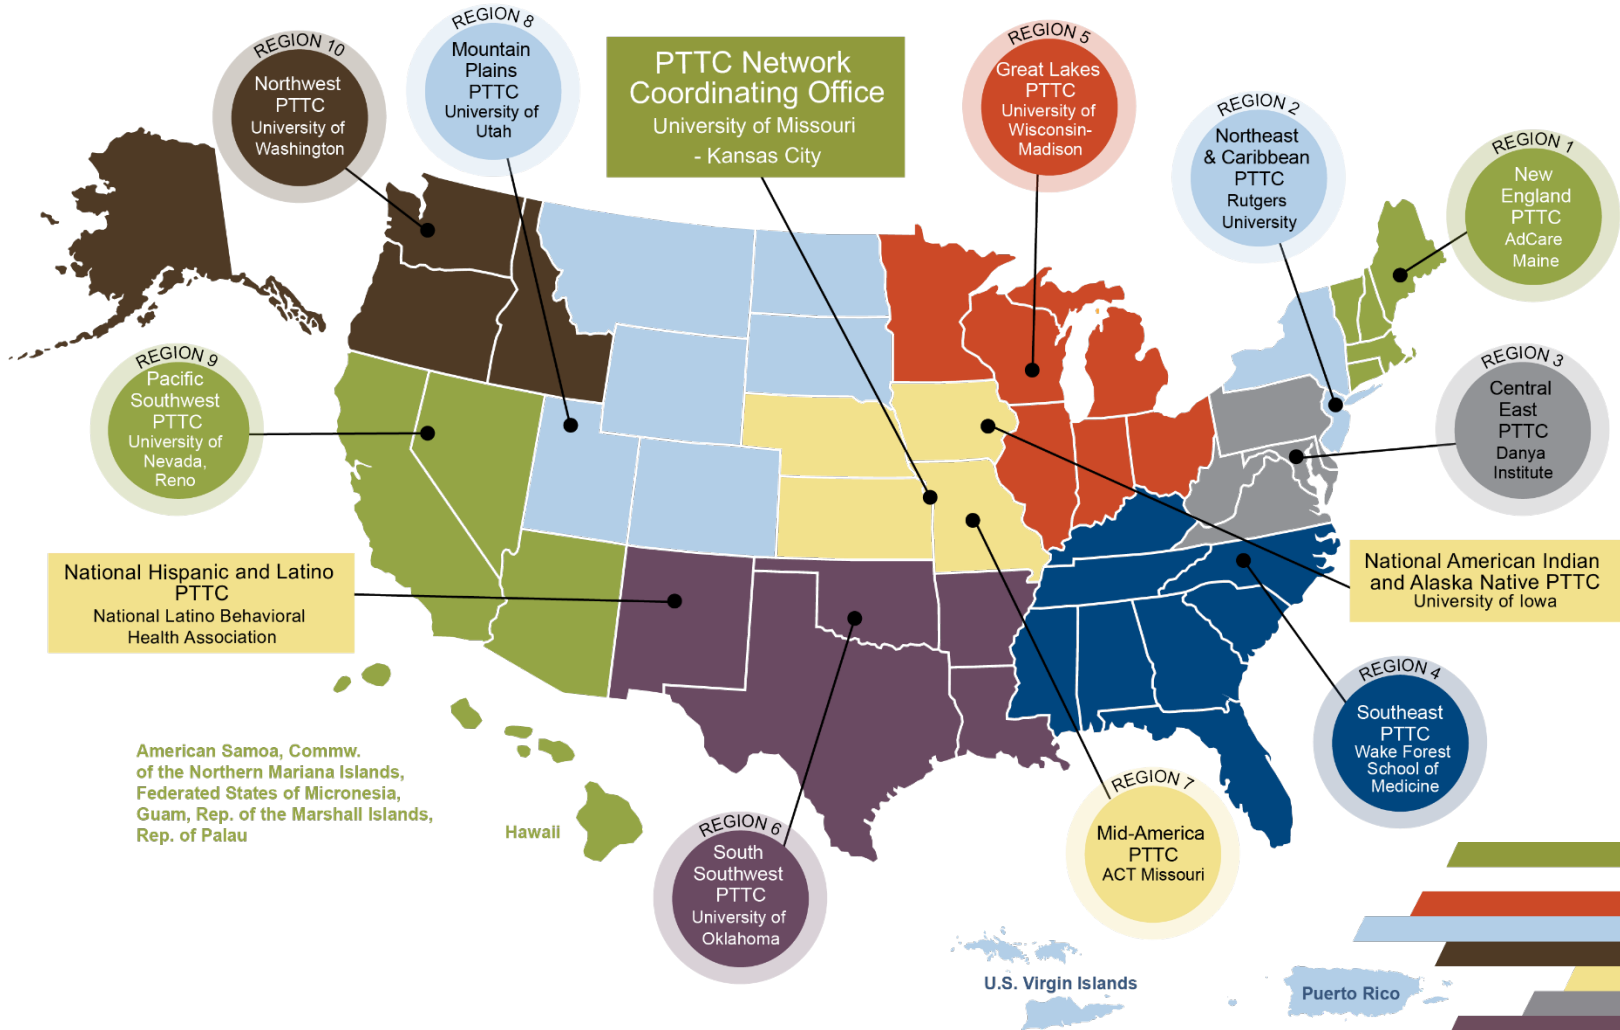 REGION 10
Northwest
PTTC
University of
Washington
REGION 8
Mountain
Plains
PTTC
University of
Utah
PTTC Network
Coordinating Office
University of Missouri
- Kansas City
REGION 5
Great Lakes
PTTC
University of
Wisconsin-
Madison
REGION 2
Northeast
& Caribbean
PTTC
Rutgers
University
REGION 1
New
England
PTTC
AdCare
Maine
REGION 9
Pacific
Southwest
PTTC
University of
Nevada,
Reno
REGION 3
Central
East
PTTC
Danya
Institute
National Hispanic and Latino
PTTC
National Latino Behavioral
Health Association
National American Indian
and Alaska Native PTTC
University of Iowa
REGION 4
Southeast
PTTC
Wake Forest
School of
Medicine
American Samoa, Commw.
of the Northern Mariana Islands,
Federated States of Micronesia,
Guam, Rep. of the Marshall Islands,
Rep. of Palau
Hawaii
REGION 6
South
Southwest
PTTC
University of
Oklahoma
REGION 7
Mid-America
PTTC
ACT Missouri
U.S. Virgin Islands
Puerto Rico